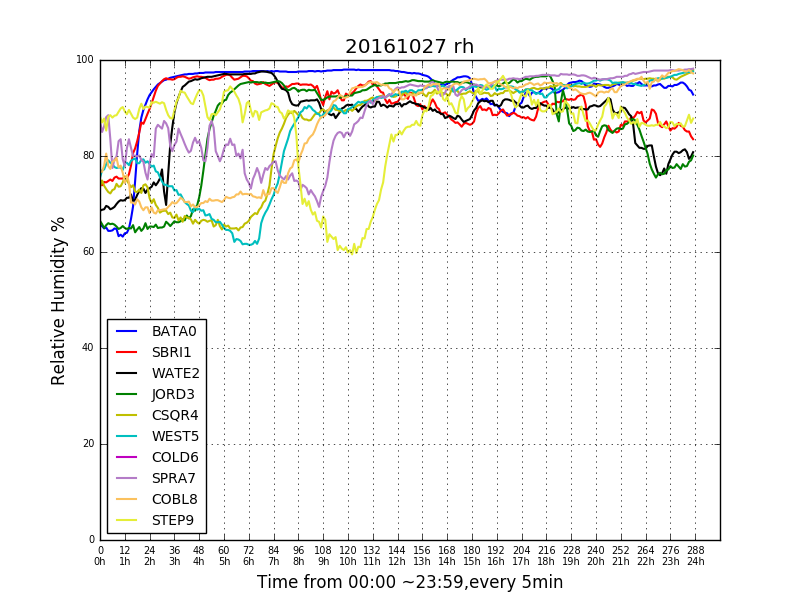 20161027 rh
Relative Humidity %
100
80
60
40
20
0
BATA0
SBRI1
WATE2
JORD3
CSQR4
WEST5
COLD6
SPRA7
COBL8
STEP9
0 12 24 36 48 60 72 84 96 108 120 132 144 156 168 180 192 204 216 228 240 252 264 276 288
0h 1h 2h 3h 4h 5h 6h 7h 8h 9h 10h 11h 12h 13h 14h 15h 16h 17h 18h 19h 20h 21h 22h 23h 24h
Time from 00:00 ~23:59,every 5min